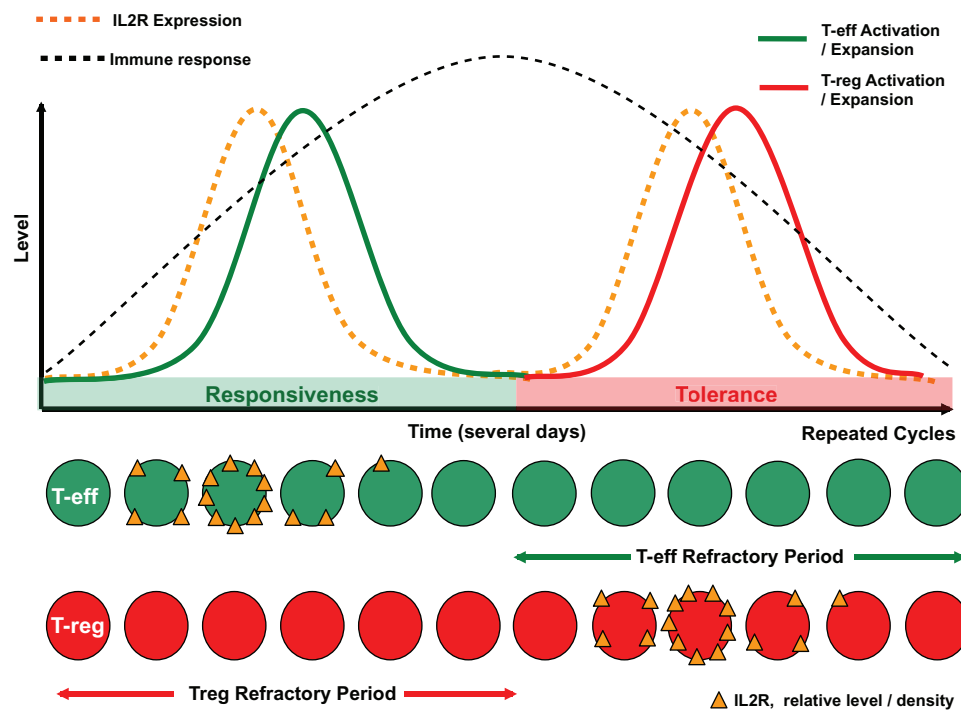 IL2R Expression
Immune response
T-eff Activation
/ Expansion
T-reg Activation
/ Expansion
Level
Responsiveness
Tolerance
Time (several days)
Repeated Cycles
T-eff
T-eff Refractory Period
T-reg
Treg Refractory Period
IL2R, relative level / density